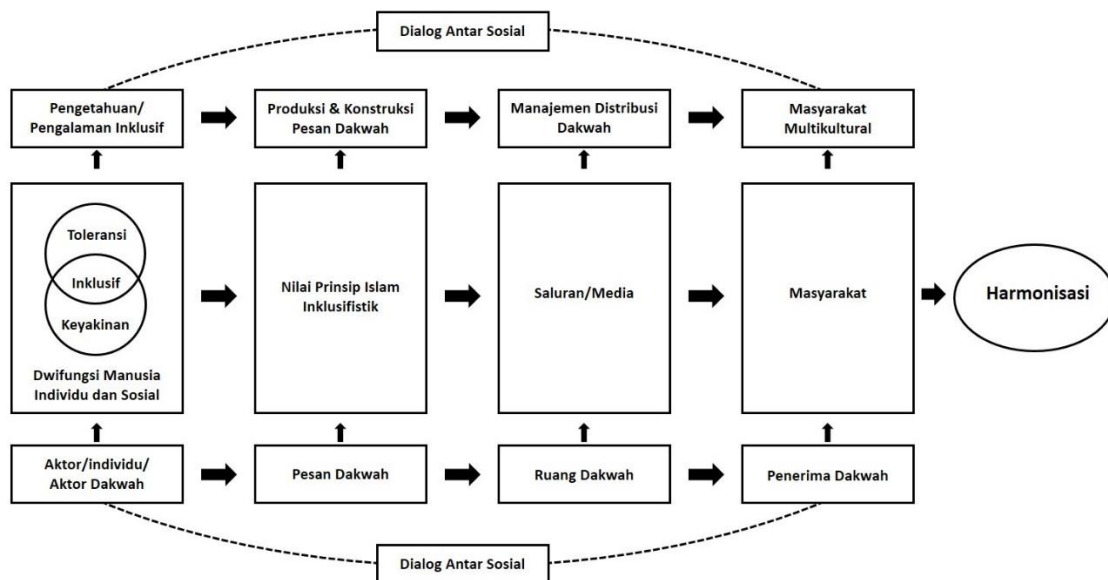 Dialog Antar Sosial
Pengetahuan/
Pengalaman Inklusif
Produksi & Konstruksi
Pesan Dakwah
Manajemen Distribusi
Dakwah
Masyarakat
Multikultural
Toleransi
Inklusif
Keyakinan
Dwifungsi Manusia
Individu dan Sosial
Nilai Prinsip Islam
Inklusifistik
Saluran/Media
Masyarakat
Harmonisasi
Aktor/individu/
Aktor Dakwah
Pesan Dakwah
Ruang Dakwah
Penerima Dakwah
Dialog Antar Sosial